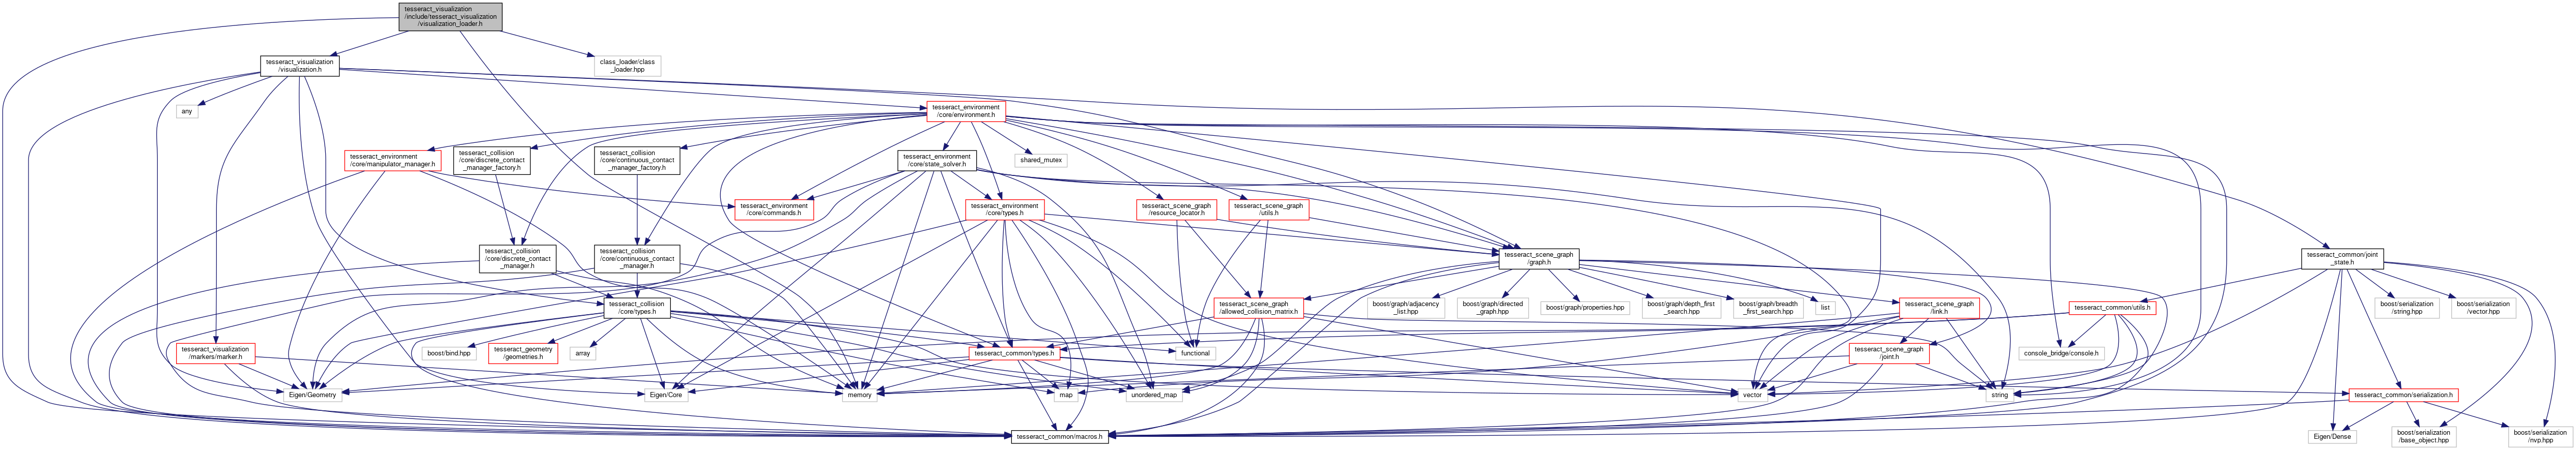 tesseract_visualization
/include/tesseract_visualization
/visualization_loader.h
tesseract_visualization
/visualization.h
class_loader/class
_loader.hpp
any
tesseract_environment
/core/environment.h
tesseract_environment
/core/manipulator_manager.h
tesseract_collision
/core/discrete_contact
_manager_factory.h
tesseract_collision
/core/continuous_contact
_manager_factory.h
tesseract_environment
/core/state_solver.h
shared_mutex
tesseract_environment
/core/commands.h
tesseract_environment
/core/types.h
tesseract_scene_graph
/resource_locator.h
tesseract_scene_graph
/utils.h
tesseract_collision
/core/discrete_contact
_manager.h
tesseract_collision
/core/continuous_contact
_manager.h
tesseract_scene_graph
/graph.h
tesseract_common/joint
_state.h
tesseract_collision
/core/types.h
tesseract_scene_graph
/allowed_collision_matrix.h
boost/graph/adjacency
_list.hpp
boost/graph/directed
_graph.hpp
boost/graph/properties.hpp
boost/graph/depth_first
_search.hpp
boost/graph/breadth
_first_search.hpp
list
tesseract_scene_graph
/link.h
tesseract_common/utils.h
boost/serialization
/string.hpp
boost/serialization
/vector.hpp
tesseract_visualization
/markers/marker.h
boost/bind.hpp
tesseract_geometry
/geometries.h
array
tesseract_common/types.h
functional
tesseract_scene_graph
/joint.h
console_bridge/console.h
Eigen/Geometry
Eigen/Core
memory
map
unordered_map
vector
string
tesseract_common/serialization.h
tesseract_common/macros.h
Eigen/Dense
boost/serialization
/base_object.hpp
boost/serialization
/nvp.hpp